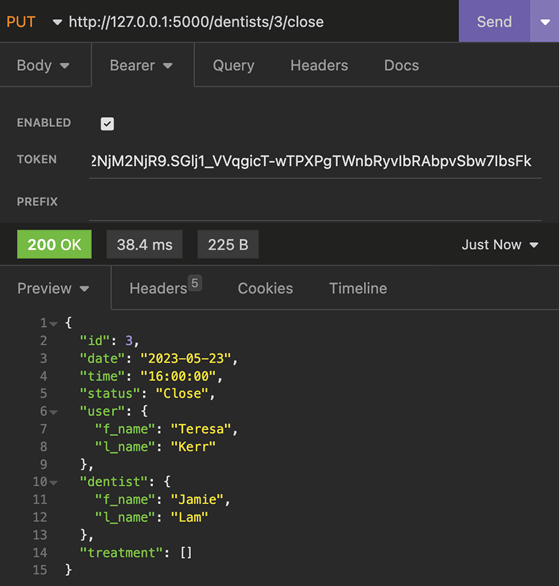 PUT http://127.0.0.1:5000/dentists/3/close Send
Body Bearer Query Headers Docs
ENABLED
TOKEN 2NjM2NjR9.SGlj1_VVqgicT-wTPXPgTWnbRyvIbRAbpvSbw7IbsFk
PREFIX
200 OK 38.4 ms 225 B Just Now
Preview Headers 5 Cookies Timeline
1 {
2 "id": 3,
3 "date": "2023-05-23",
4 "time": "16:00:00",
5 "status": "Close",
6 "user": {
7 "f_name": "Teresa",
8 "l_name": "Kerr"
9 },
10 "dentist": {
11 "f_name": "Jamie",
12 "l_name": "Lam"
13 },
14 "treatment": []
15 }